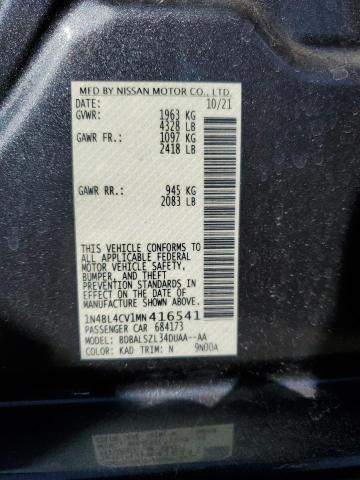 MFD BY NISSAN MOTOR CO., LTD.
DATE: 10/21
GVWR: 1963 KG
4328 LB
GAWR FR.: 1097 KG
2418 LB
GAWR RR.: 945 KG
2083 LB
THIS VEHICLE CONFORMS TO
ALL APPLICABLE FEDERAL
MOTOR VEHICLE SAFETY,
BUMPER, AND THEFT
PREVENTION STANDARDS
IN EFFECT ON THE DATE OF
MANUFACTURE SHOWN ABOVE.
1N4BL4CV1MN416541
PASSENGER CAR 684173
MODEL: BDBALSZL34DUAA--AA
COLOR: KAD TRIM: N 9N00A